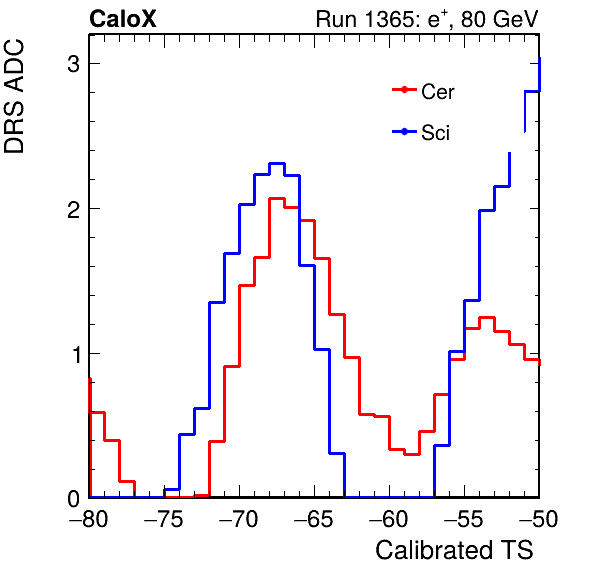 CaloX Run 1365: e⁺, 80 GeV
DRS ADC
3
2
1
0
Cer
Sci
−80 −75 −70 −65 −60 −55 −50
Calibrated TS